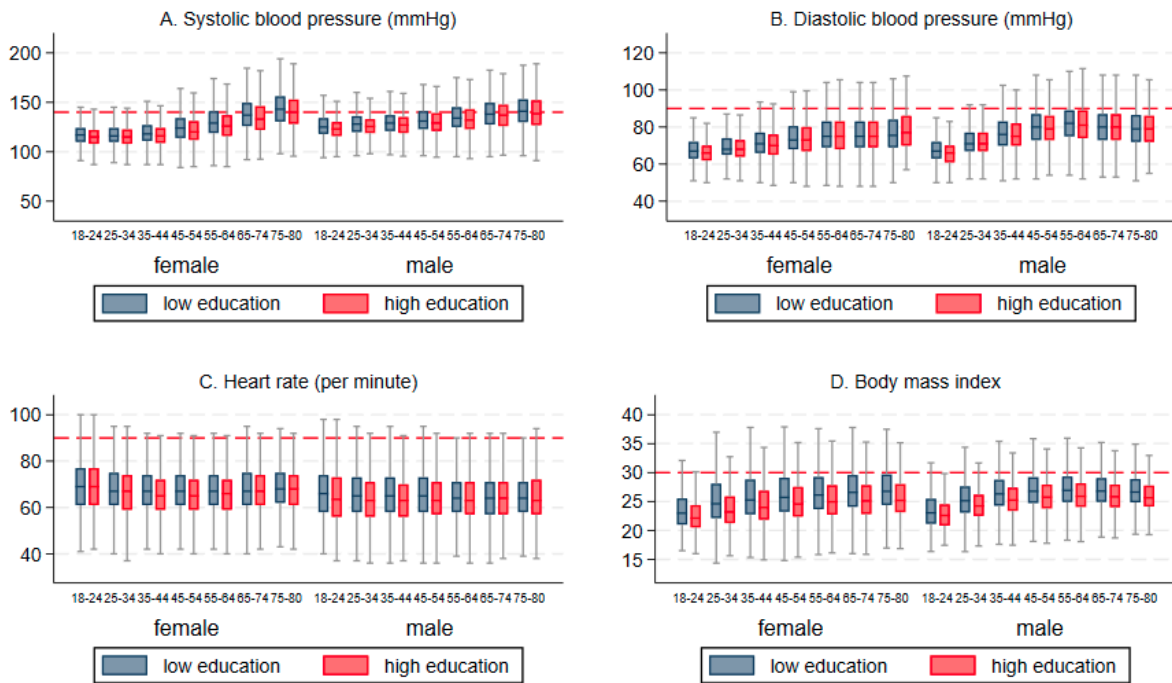 A. Systolic blood pressure (mmHg)
200
150
100
50
18-24 25-34 35-44 45-54 55-64 65-74 75-80 18-24 25-34 35-44 45-54 55-64 65-74 75-80
female male
low education high education
B. Diastolic blood pressure (mmHg)
120
100
80
60
40
18-24 25-34 35-44 45-54 55-64 65-74 75-80 18-24 25-34 35-44 45-54 55-64 65-74 75-80
female male
low education high education
C. Heart rate (per minute)
100
80
60
40
18-24 25-34 35-44 45-54 55-64 65-74 75-80 18-24 25-34 35-44 45-54 55-64 65-74 75-80
female male
low education high education
D. Body mass index
40
35
30
25
20
15
18-24 25-34 35-44 45-54 55-64 65-74 75-80 18-24 25-34 35-44 45-54 55-64 65-74 75-80
female male
low education high education